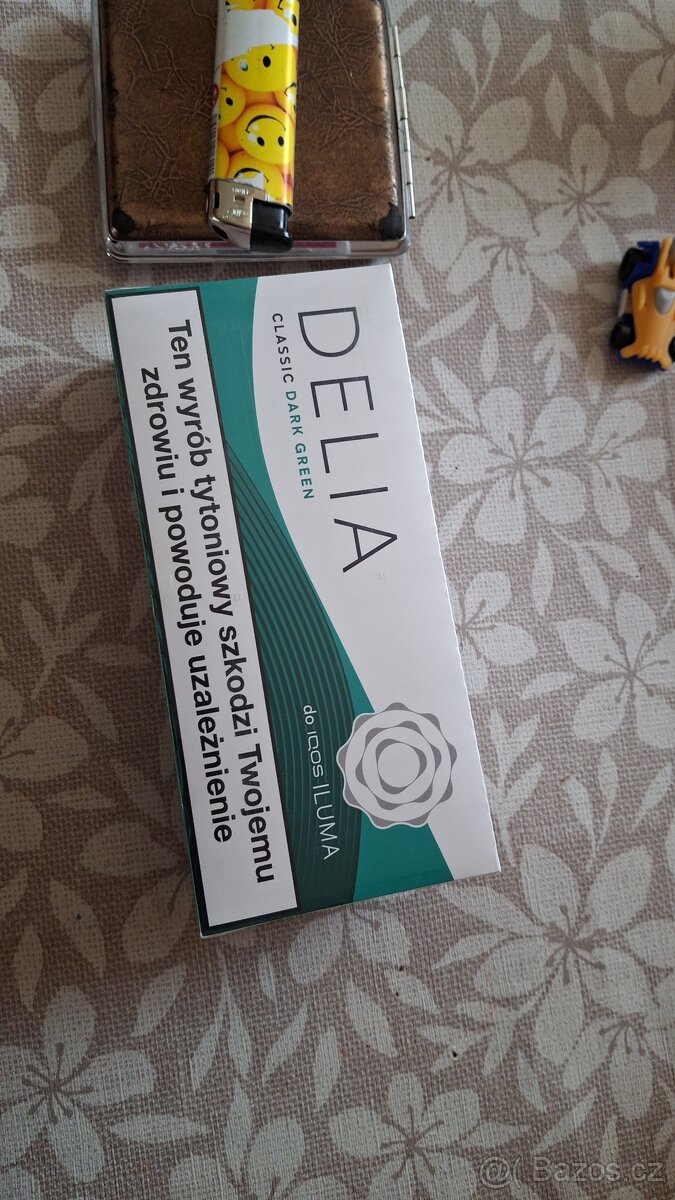 DELIA
CLASSIC DARK GREEN
do IQOS ILUMA
Ten wyrób tytoniowy szkodzi Twojemu
zdrowiu i powoduje uzależnienie
Bazos.cz